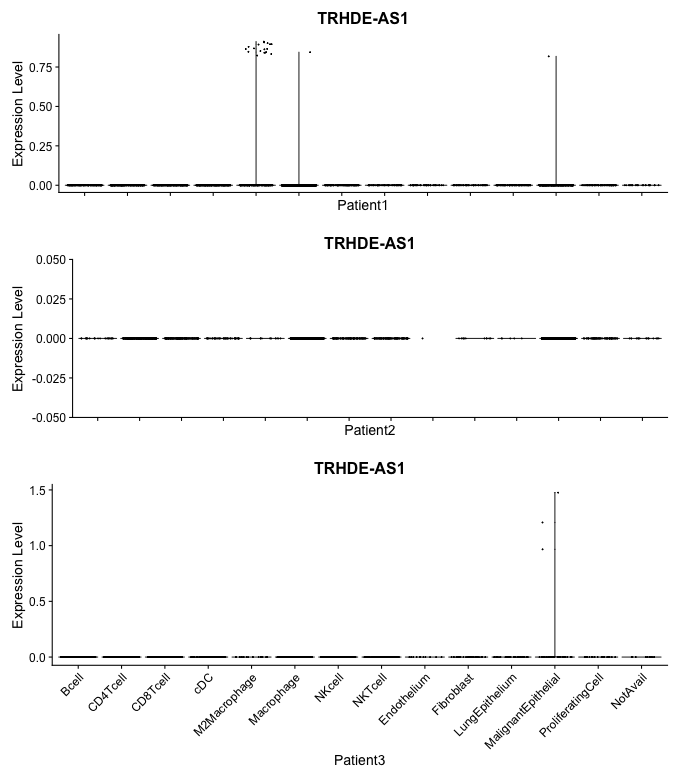 TRHDE-AS1
Expression Level
0.75
0.50
0.25
0.00
Patient1
TRHDE-AS1
Expression Level
0.050
0.025
0.000
-0.025
-0.050
Patient2
TRHDE-AS1
Expression Level
1.5
1.0
0.5
0.0
Bcell
CD4Tcell
CD8Tcell
cDC
M2Macrophage
Macrophage
NKcell
NKTcell
Endothelium
Fibroblast
LungEpithelium
MalignantEpithelial
ProliferatingCell
NotAvail
Patient3